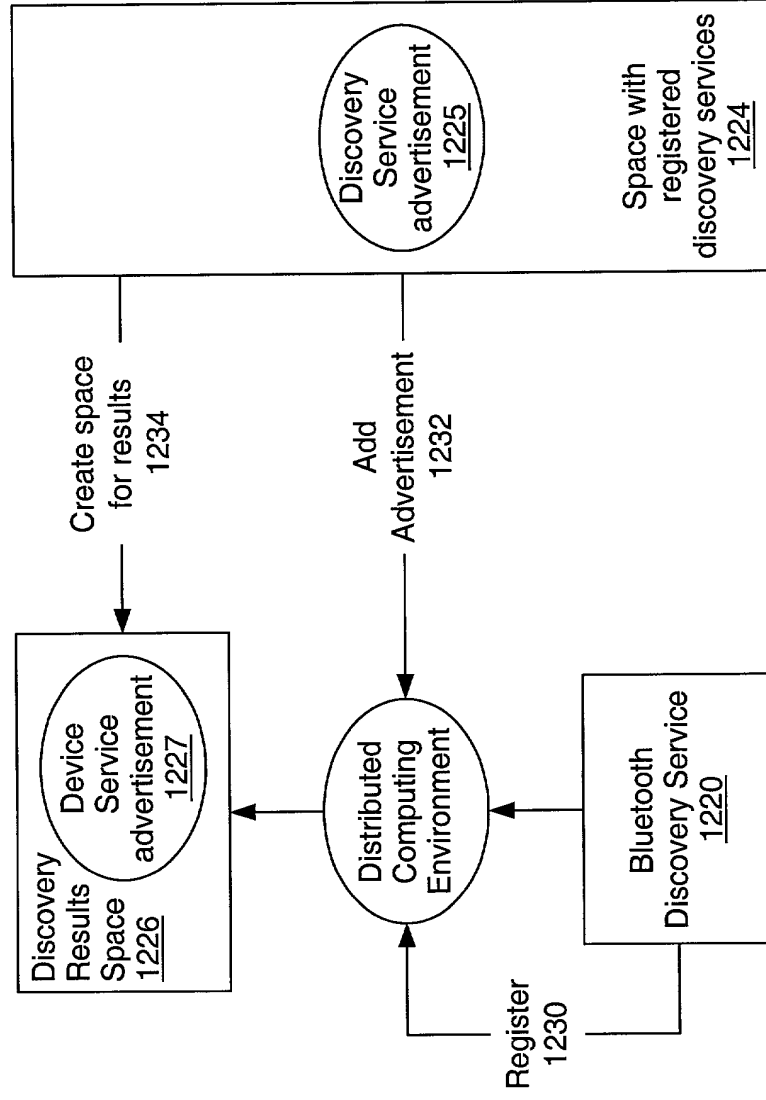 Discovery
Results
Space
1226
Device
Service
advertisement
1227
Create space
for results
1234
Discovery
Service
advertisement
1225
Space with
registered
discovery services
1224
Distributed
Computing
Environment
Add
Advertisement
1232
Register
1230
Bluetooth
Discovery Service
1220